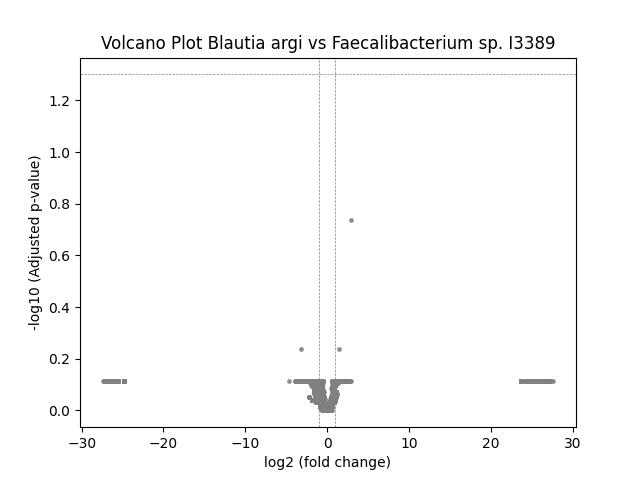 Volcano Plot Blautia argi vs Faecalibacterium sp. I3389
-log10 (Adjusted p-value)
1.2
1.0
0.8
0.6
0.4
0.2
0.0
−30 −20 −10 0 10 20 30
log2 (fold change)